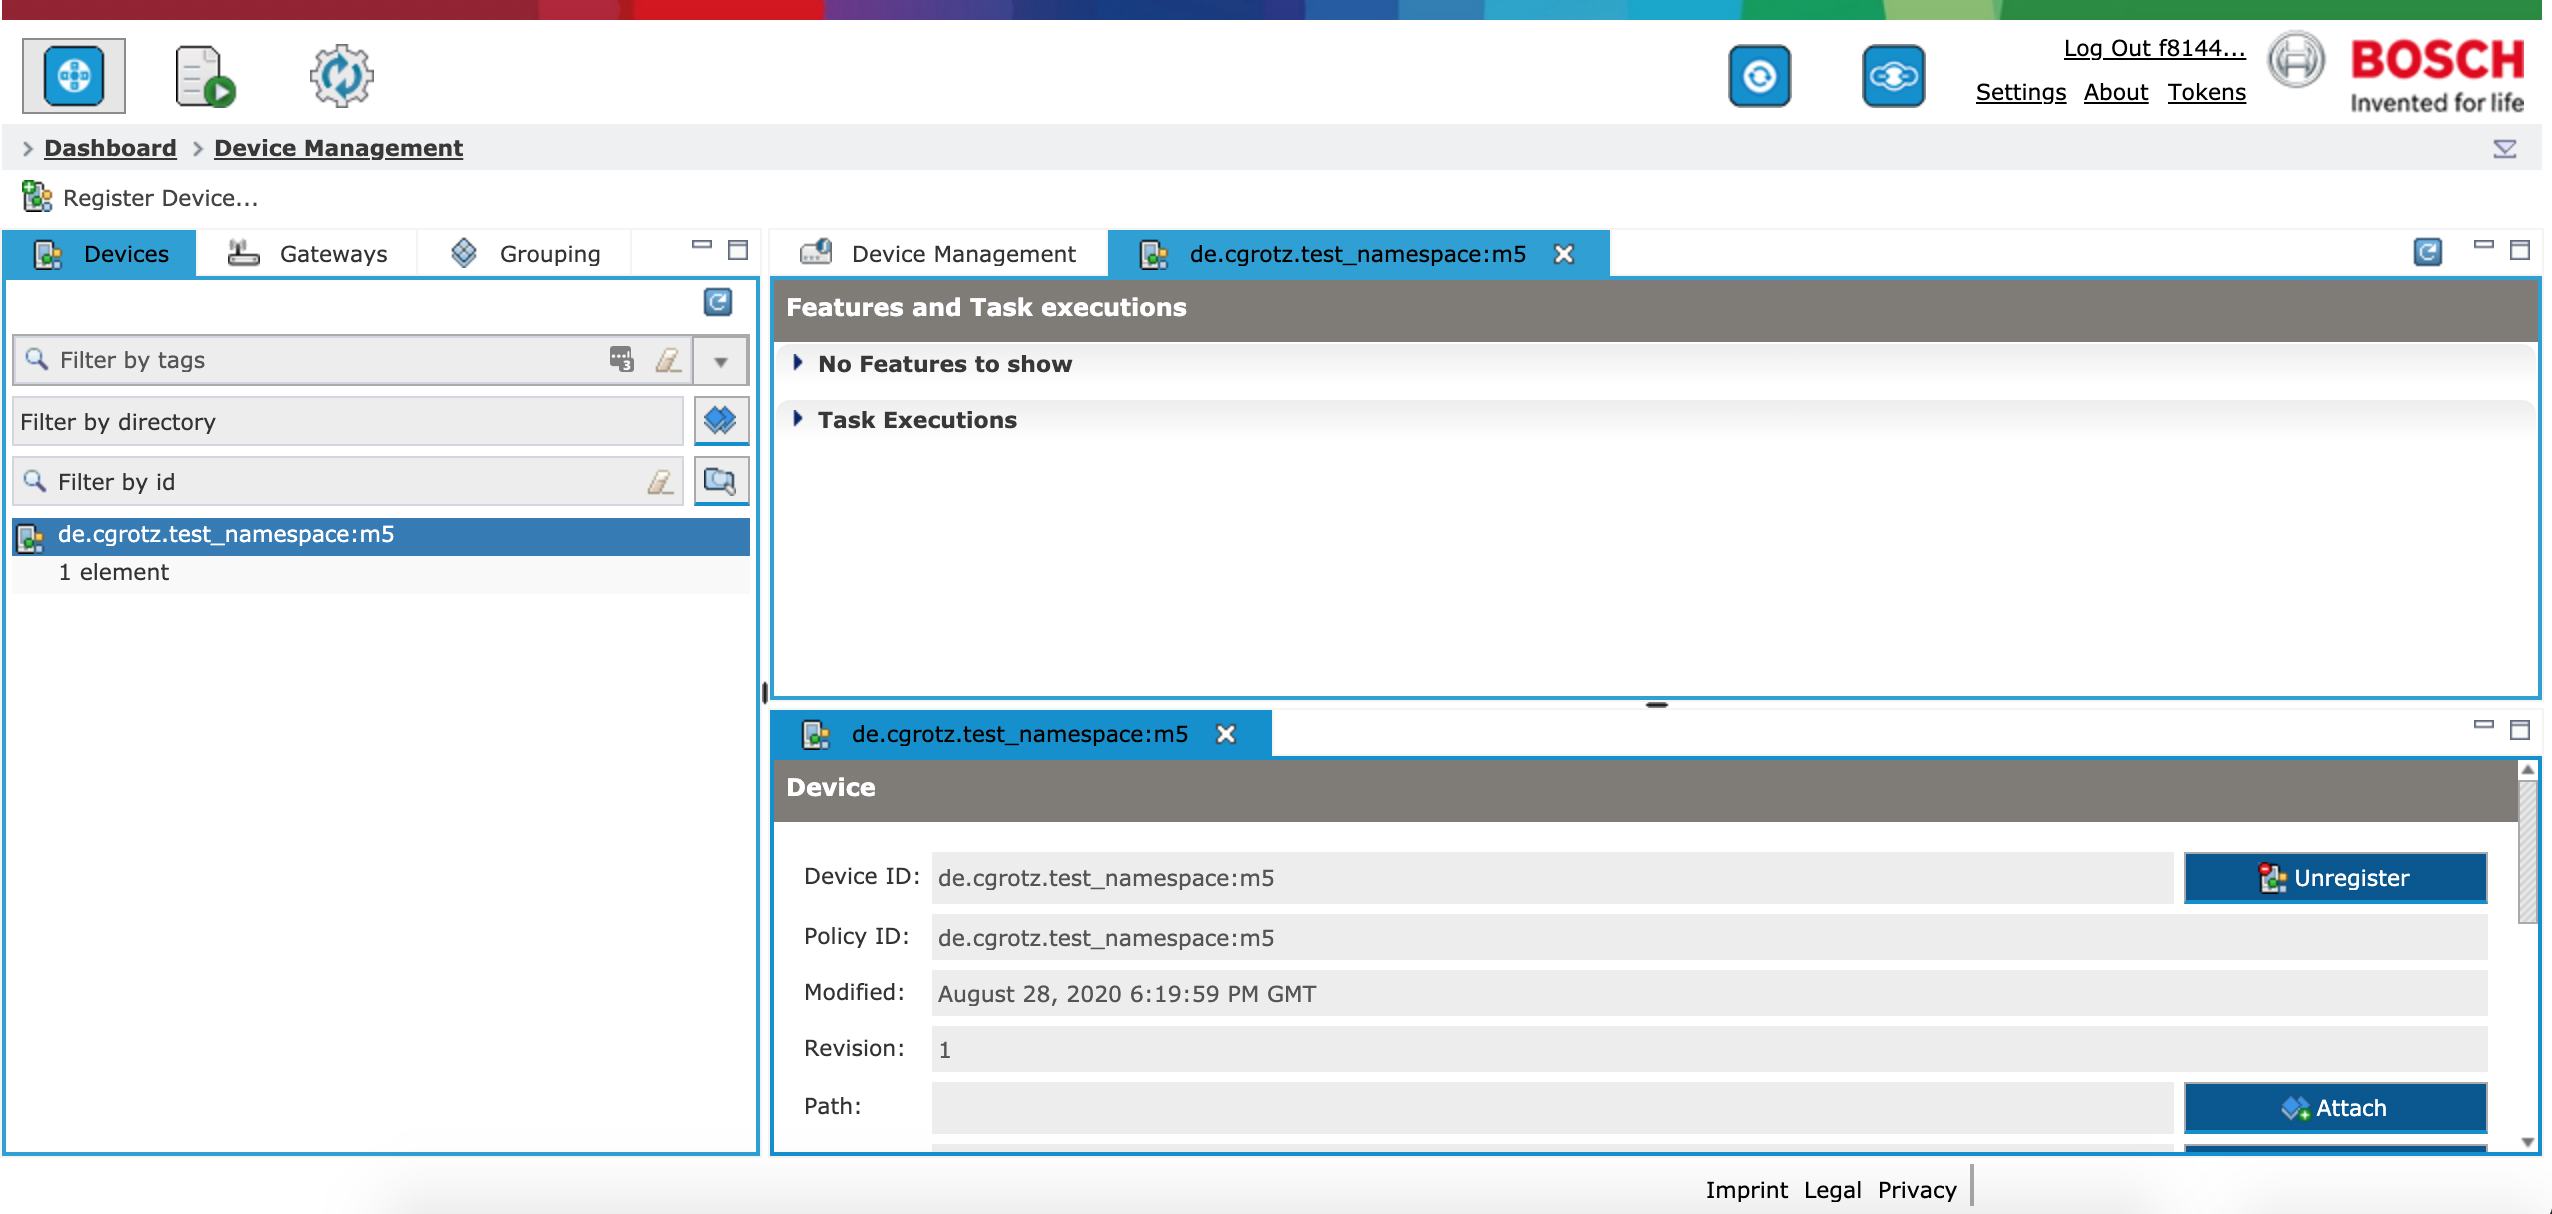 Log Out f8144...
Settings About Tokens
BOSCH
Invented for life
Dashboard Device Management
Register Device...
Devices Gateways Grouping
Device Management de.cgrotz.test_namespace:m5
Filter by tags
3
Filter by directory
Filter by id
de.cgrotz.test_namespace:m5
1 element
Features and Task executions
No Features to show
Task Executions
de.cgrotz.test_namespace:m5
Device
Device ID: de.cgrotz.test_namespace:m5 Unregister
Policy ID: de.cgrotz.test_namespace:m5
Modified: August 28, 2020 6:19:59 PM GMT
Revision: 1
Path: Attach
Imprint Legal Privacy